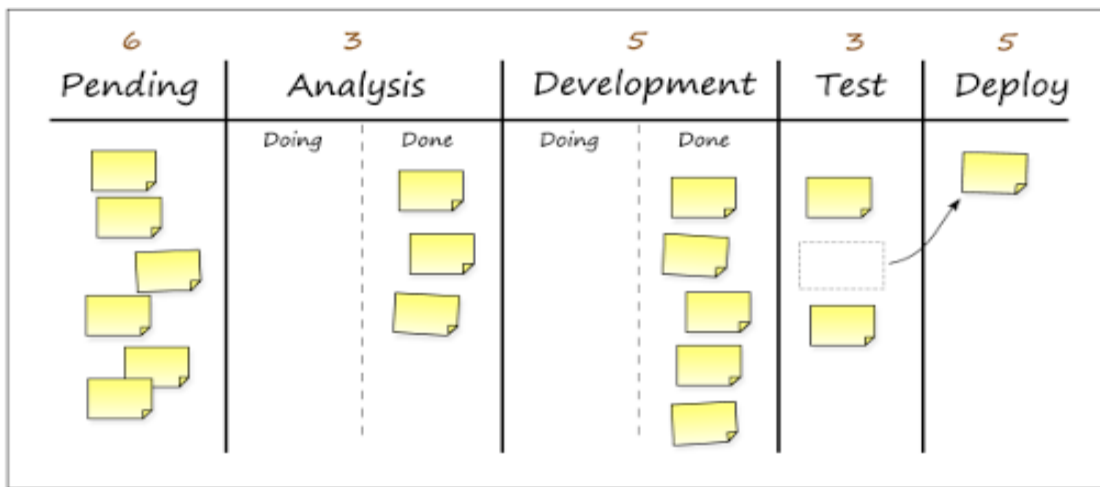 6 3 5 3 5
Pending Analysis Development Test Deploy
Doing Done Doing Done